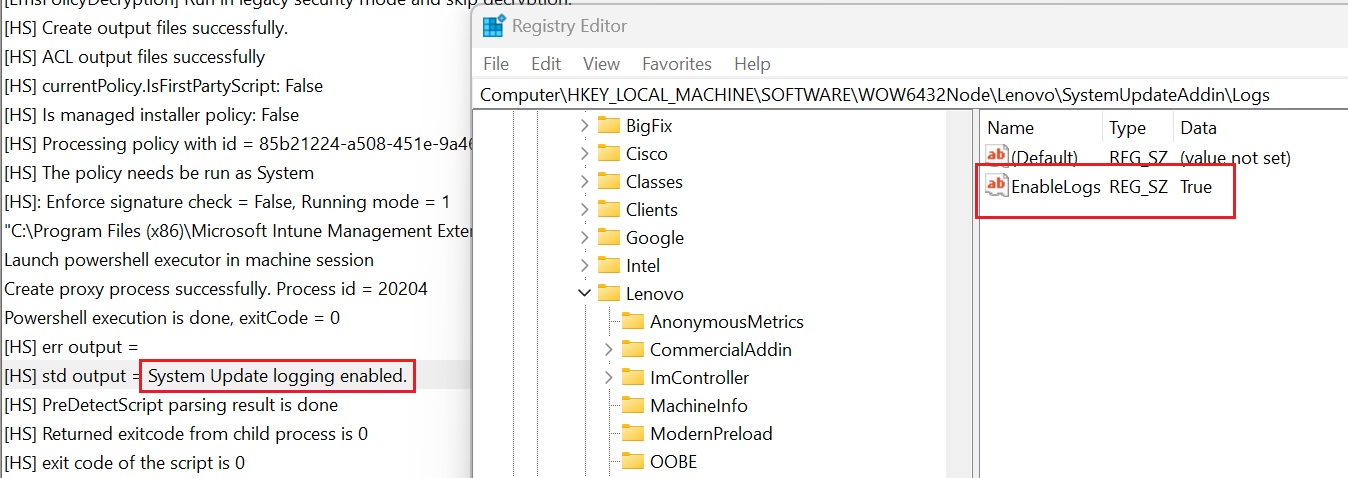 [EmsPolicyDecryption] Run in legacy security mode and skip decryption.
[HS] Create output files successfully.
[HS] ACL output files successfully
[HS] currentPolicy.IsFirstPartyScript: False
[HS] Is managed installer policy: False
[HS] Processing policy with id = 85b21224-a508-451e-9a4
[HS] The policy needs be run as System
[HS]: Enforce signature check = False, Running mode = 1
"C:\Program Files (x86)\Microsoft Intune Management Exter
Launch powershell executor in machine session
Create proxy process successfully. Process id = 20204
Powershell execution is done, exitCode = 0
[HS] err output =
[HS] std output = System Update logging enabled.
[HS] PreDetectScript parsing result is done
[HS] Returned exitcode from child process is 0
[HS] exit code of the script is 0
Registry Editor
File Edit View Favorites Help
Computer\HKEY_LOCAL_MACHINE\SOFTWARE\WOW6432Node\Lenovo\SystemUpdateAddin\Logs
BigFix
Cisco
Classes
Clients
Google
Intel
Lenovo
AnonymousMetrics
CommercialAddin
ImController
MachineInfo
ModernPreload
OOBE
Name Type Data
ab (Default) REG_SZ (value not set)
ab EnableLogs REG_SZ True